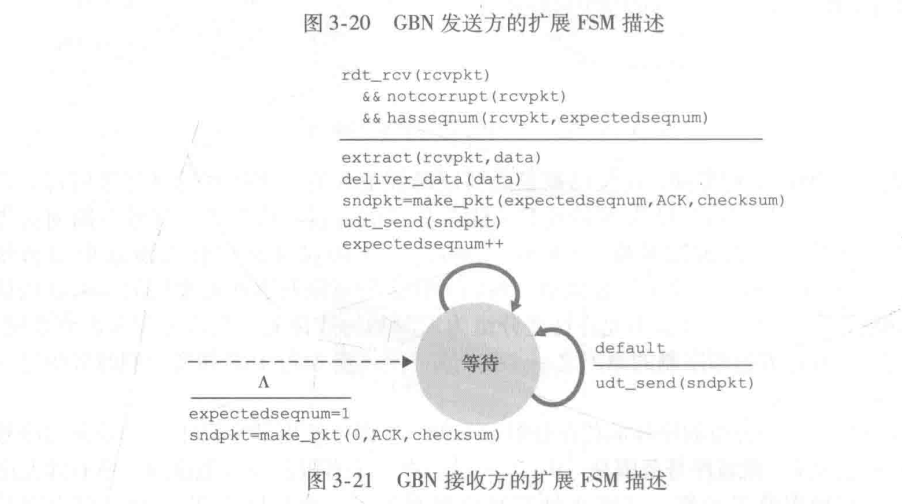 图 3-20 GBN 发送方的扩展 FSM 描述
rdt_rcv(rcvpkt)
&& notcorrupt(rcvpkt)
&& hasseqnum(rcvpkt,expectedseqnum)
extract(rcvpkt,data)
deliver_data(data)
sndpkt=make_pkt(expectedseqnum,ACK,checksum)
udt_send(sndpkt)
expectedseqnum++
等待
default
udt_send(sndpkt)
Λ
expectedseqnum=1
sndpkt=make_pkt(0,ACK,checksum)
图 3-21 GBN 接收方的扩展 FSM 描述